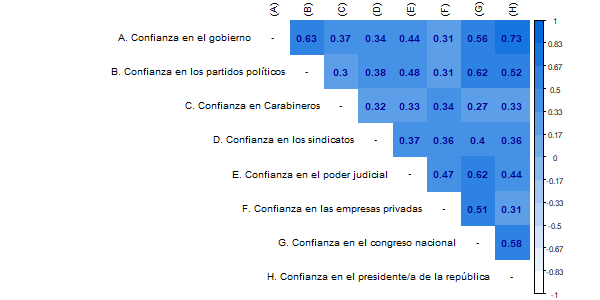 (A) (B) (C) (D) (E) (F) (G) (H)
A. Confianza en el gobierno - 0.63 0.37 0.34 0.44 0.31 0.56 0.73
B. Confianza en los partidos políticos - 0.3 0.38 0.48 0.31 0.62 0.52
C. Confianza en Carabineros - 0.32 0.33 0.34 0.27 0.33
D. Confianza en los sindicatos - 0.37 0.36 0.4 0.36
E. Confianza en el poder judicial - 0.47 0.62 0.44
F. Confianza en las empresas privadas - 0.51 0.31
G. Confianza en el congreso nacional - 0.58
H. Confianza en el presidente/a de la república -
1
0.83
0.67
0.5
0.33
0.17
0
-0.17
-0.33
-0.5
-0.67
-0.83
-1